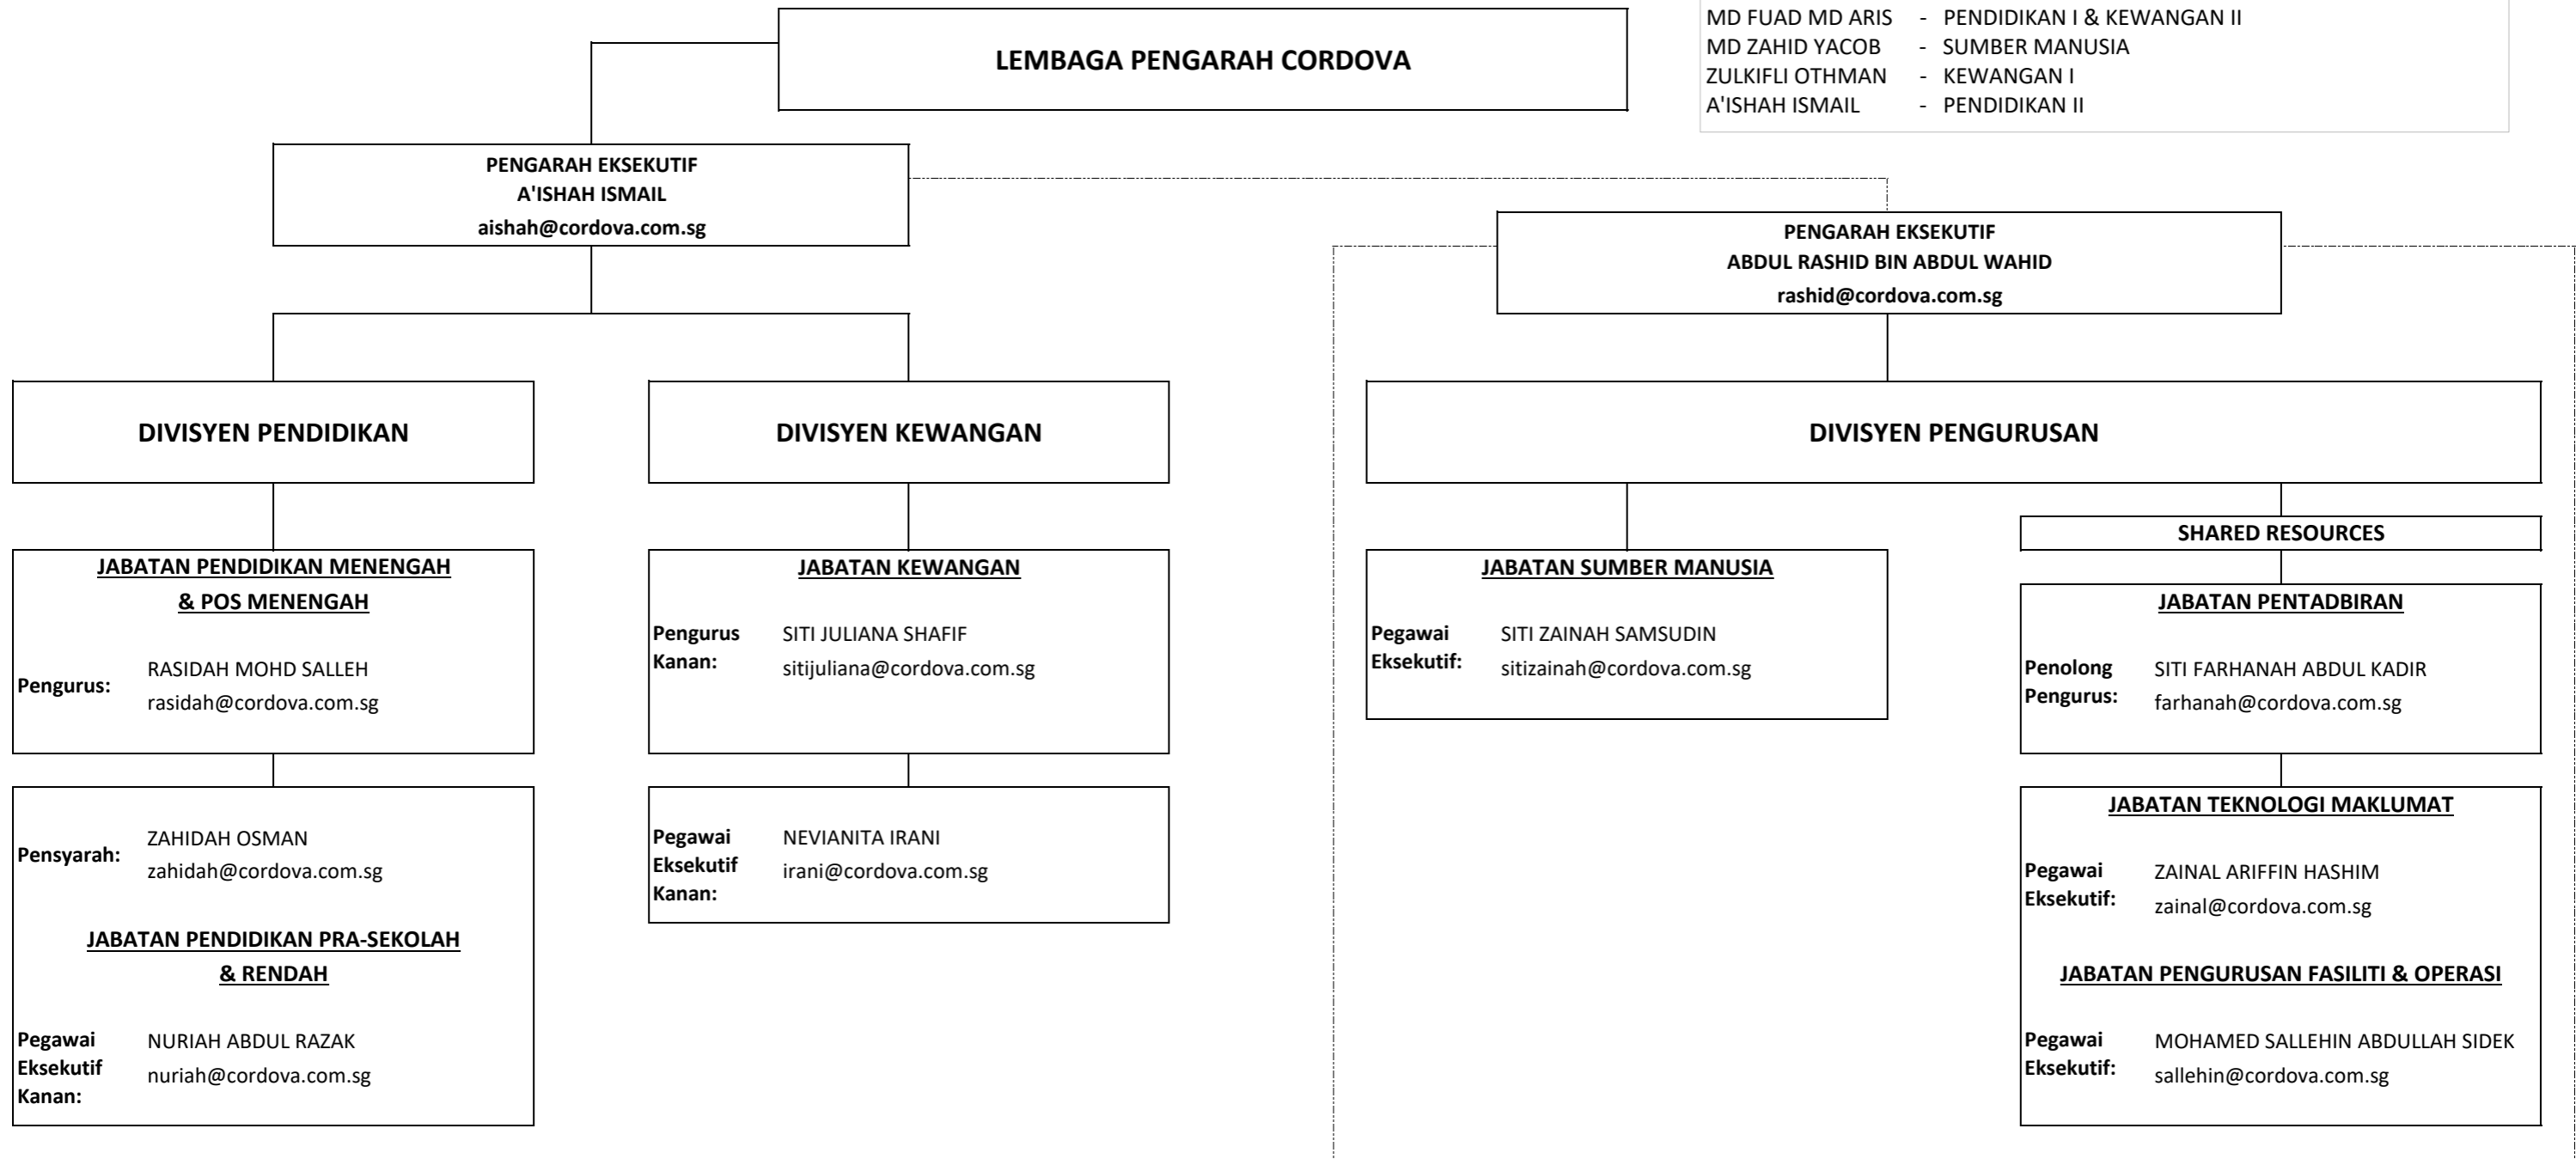 LEMBAGA PENGARAH CORDOVA
MD FUAD MD ARIS - PENDIDIKAN I & KEWANGAN II
MD ZAHID YACOB - SUMBER MANUSIA
ZULKIFLI OTHMAN - KEWANGAN I
A'ISHAH ISMAIL - PENDIDIKAN II
PENGARAH EKSEKUTIF
A'ISHAH ISMAIL
aishah@cordova.com.sg
PENGARAH EKSEKUTIF
ABDUL RASHID BIN ABDUL WAHID
rashid@cordova.com.sg
DIVISYEN PENDIDIKAN
DIVISYEN KEWANGAN
DIVISYEN PENGURUSAN
JABATAN PENDIDIKAN MENENGAH
& POS MENENGAH
Pengurus:
RASIDAH MOHD SALLEH
rasidah@cordova.com.sg
Pensyarah:
ZAHIDAH OSMAN
zahidah@cordova.com.sg
JABATAN PENDIDIKAN PRA-SEKOLAH
& RENDAH
Pegawai
Eksekutif
Kanan:
NURIAH ABDUL RAZAK
nuriah@cordova.com.sg
JABATAN KEWANGAN
Pengurus
Kanan:
SITI JULIANA SHAFIF
sitijuliana@cordova.com.sg
Pegawai
Eksekutif
Kanan:
NEVIANITA IRANI
irani@cordova.com.sg
JABATAN SUMBER MANUSIA
Pegawai
Eksekutif:
SITI ZAINAH SAMSUDIN
sitizainah@cordova.com.sg
SHARED RESOURCES
JABATAN PENTADBIRAN
Penolong
Pengurus:
SITI FARHANAH ABDUL KADIR
farhanah@cordova.com.sg
JABATAN TEKNOLOGI MAKLUMAT
Pegawai
Eksekutif:
ZAINAL ARIFFIN HASHIM
zainal@cordova.com.sg
JABATAN PENGURUSAN FASILITI & OPERASI
Pegawai
Eksekutif:
MOHAMED SALLEHIN ABDULLAH SIDEK
sallehin@cordova.com.sg